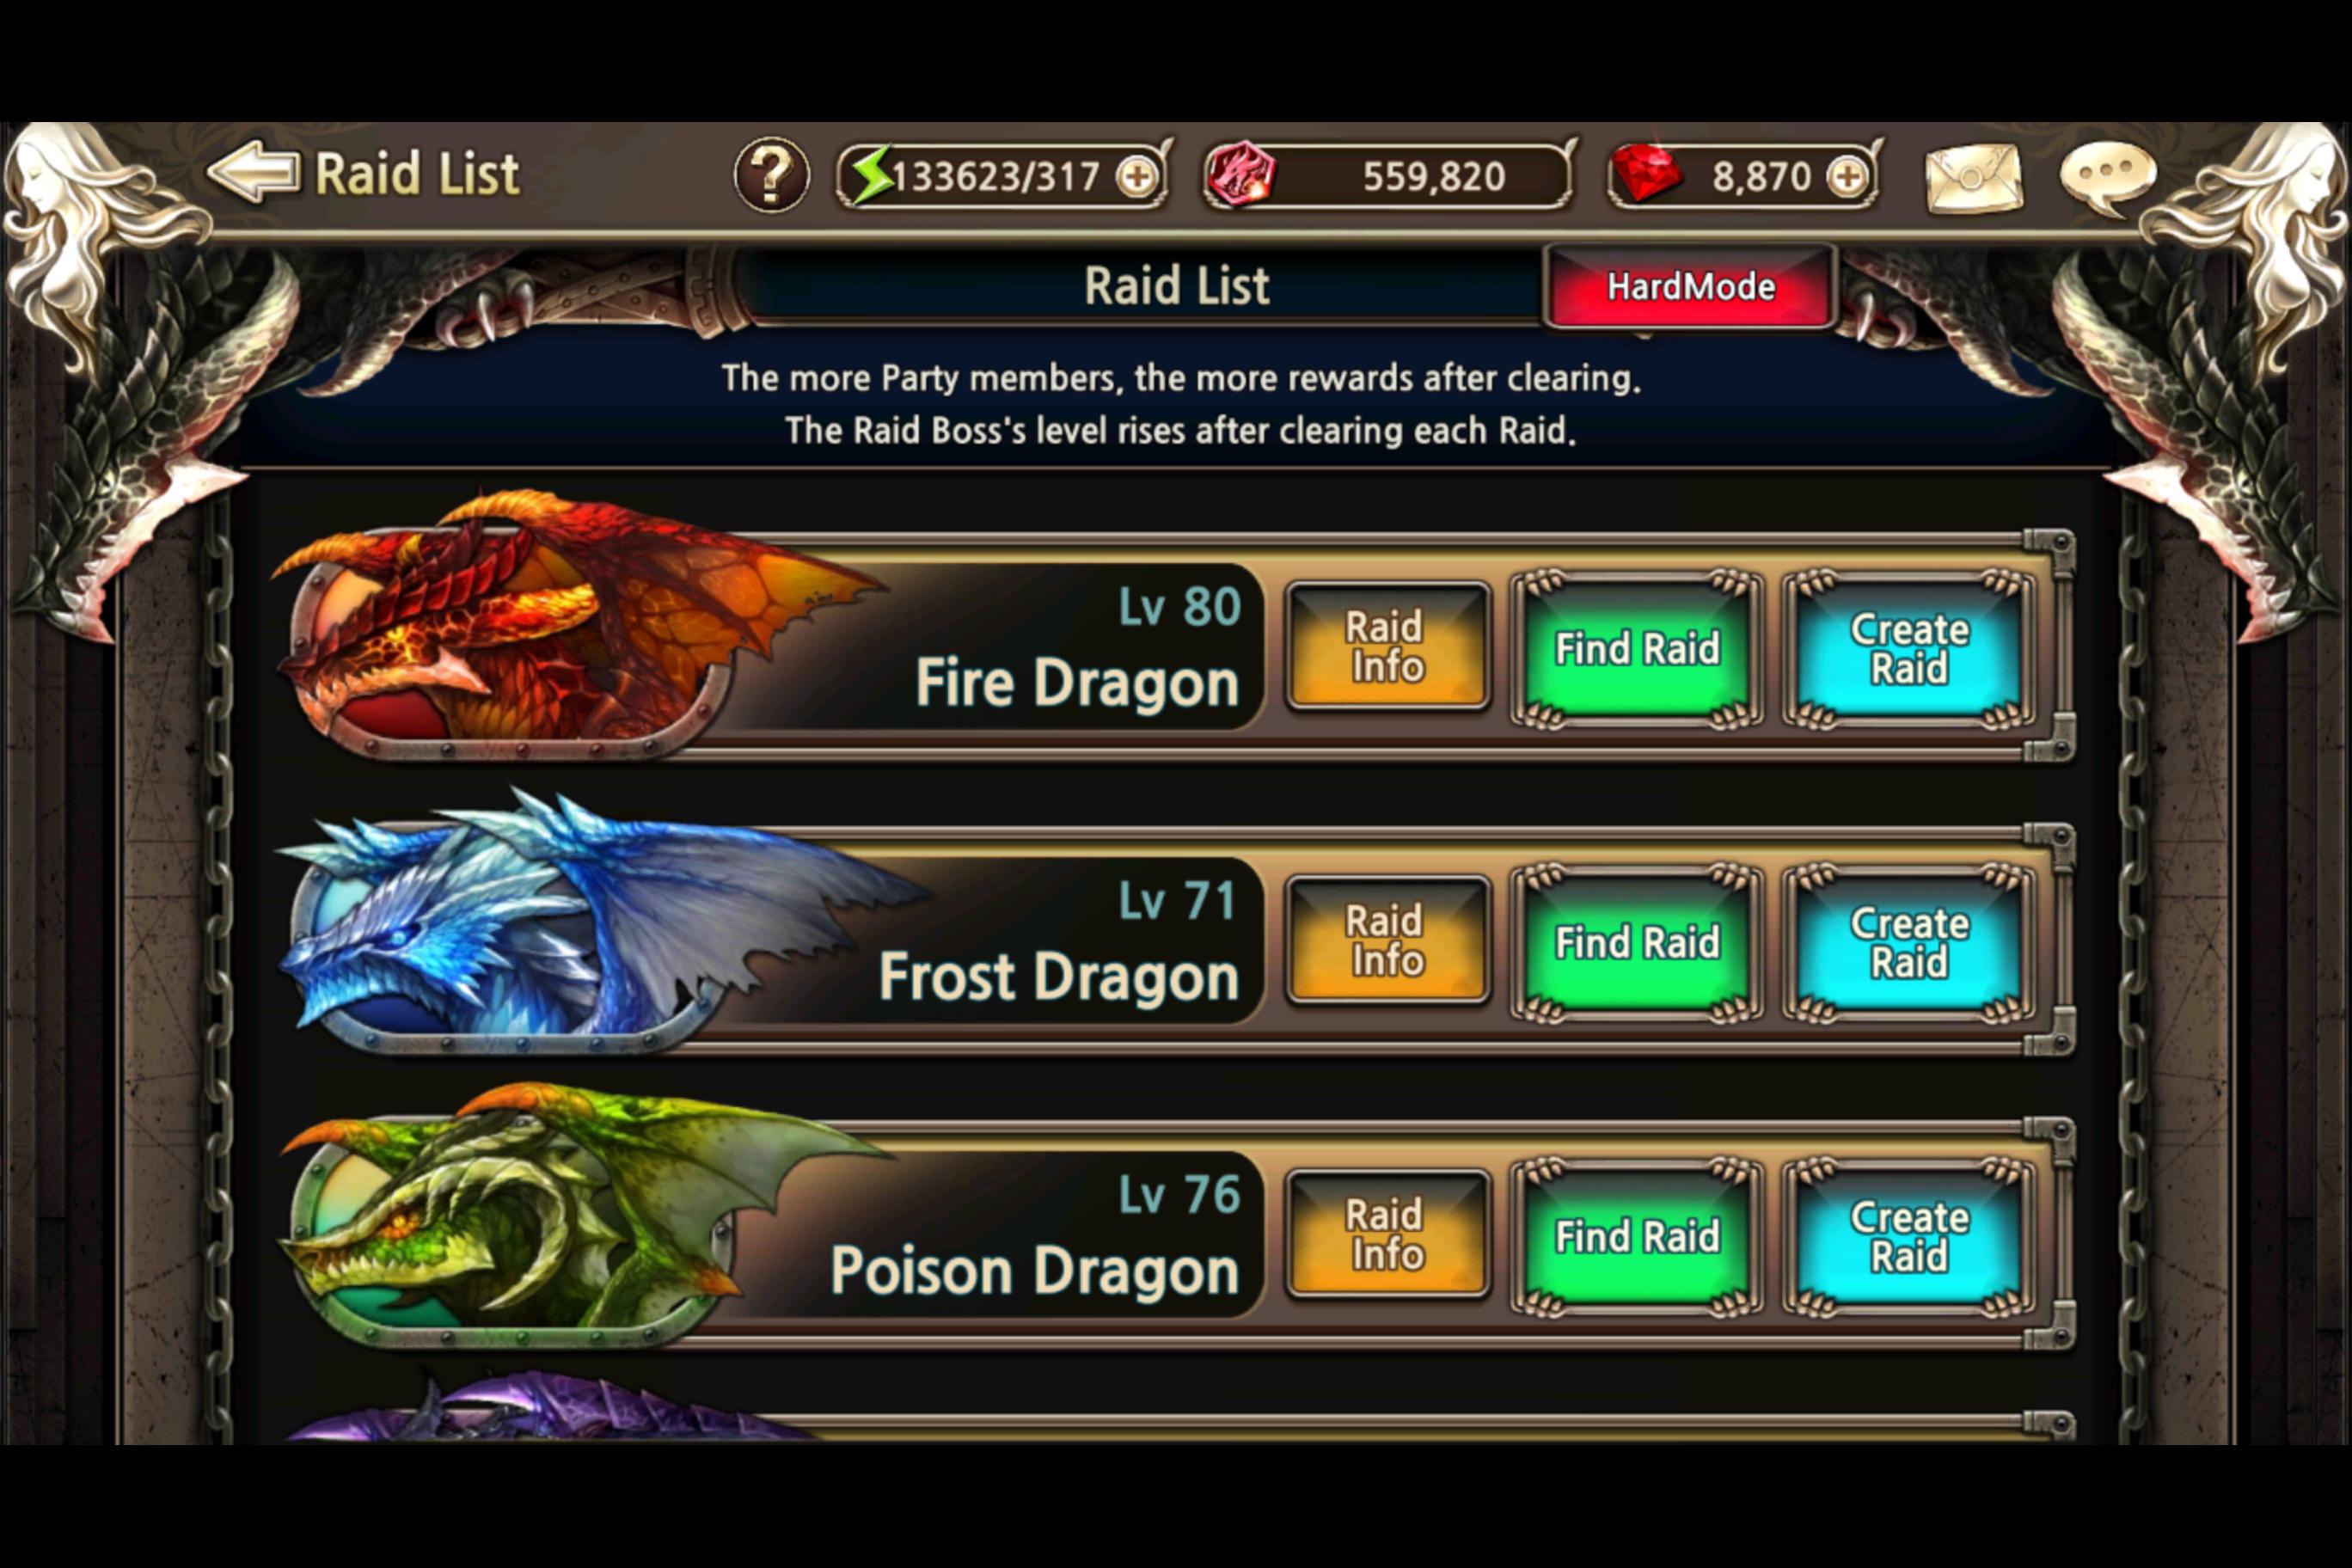 Raid List
?
133623/317
559,820
8,870
Raid List
HardMode
The more Party members, the more rewards after clearing.
The Raid Boss's level rises after clearing each Raid.
Lv 80
Fire Dragon
Raid
Info
Find Raid
Create
Raid
Lv 71
Frost Dragon
Raid
Info
Find Raid
Create
Raid
Lv 76
Poison Dragon
Raid
Info
Find Raid
Create
Raid